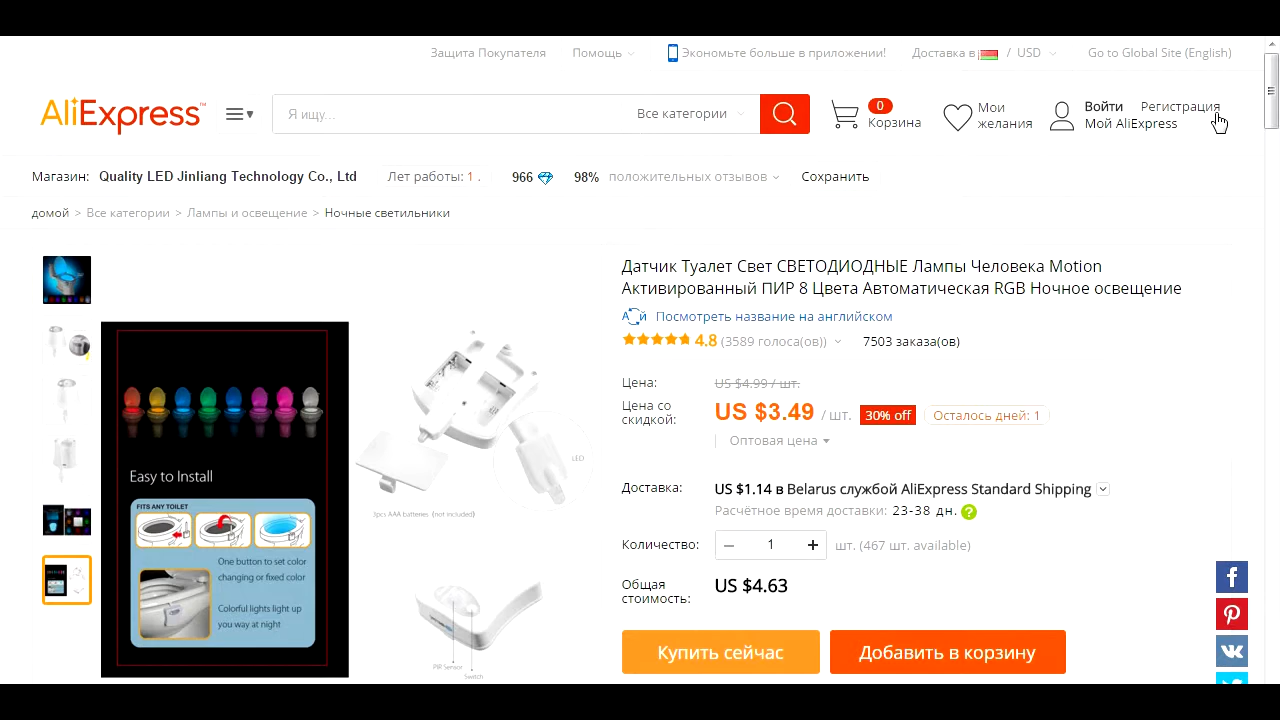 Защита Покупателя
Помощь
Экономьте больше в приложении!
Доставка в / USD
Go to Global Site (English)
AliExpress™
Я ищу...
Все категории
0
Корзина
Мои
желания
Войти Регистрация
Мой AliExpress
Магазин: Quality LED Jinliang Technology Co., Ltd
Лет работы: 1 .
966
98% положительных отзывов
Сохранить
домой > Все категории > Лампы и освещение > Ночные светильники
Датчик Туалет Свет СВЕТОДИОДНЫЕ Лампы Человека Motion
Активированный ПИР 8 Цвета Автоматическая RGB Ночное освещение
Посмотреть название на английском
4.8 (3589 голоса(ов)) 7503 заказа(ов)
Цена: US $4.99 / шт.
Цена со
скидкой:
US $3.49 / шт. 30% off Осталось дней: 1
Оптовая цена
Доставка: US $1.14 в Belarus службой AliExpress Standard Shipping
Расчётное время доставки: 23-38 дн. ?
Количество: − 1 + шт. (467 шт. available)
Общая
стоимость:
US $4.63
Купить сейчас
Добавить в корзину
Easy to Install
FITS ANY TOILET
One button to set color
changing or fixed color
Colorful lights light up
you way at night
LED
3pcs AAA batteries (not included)
PIR Sensor
Switch